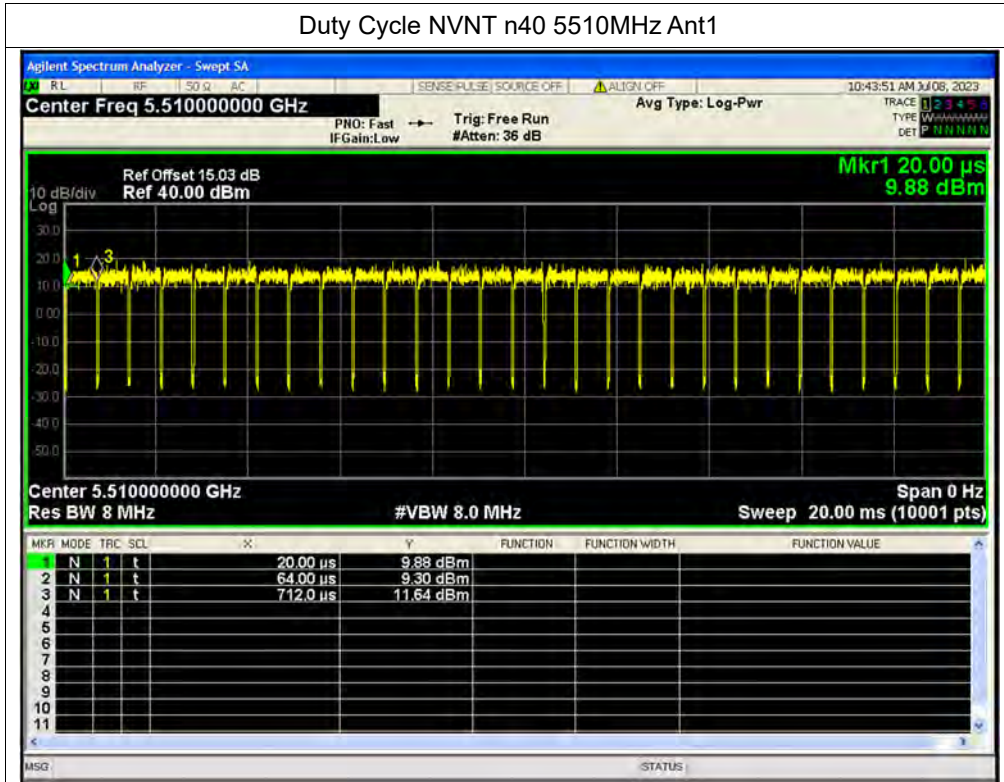 Duty Cycle NVNT n40 5510MHz Ant1
Agilent Spectrum Analyzer - Swept SA
RL RF 50 Ω AC SENSE:PULSE SOURCE OFF ALIGN OFF 10:43:51 AM Jul 08, 2023
Center Freq 5.510000000 GHz
Avg Type: Log-Pwr
TRACE 1 2 3 4 5 6
PNO: Fast Trig: Free Run
TYPE W
IFGain:Low #Atten: 36 dB
DET P N N N N N
Mkr1 20.00 µs
Ref Offset 15.03 dB
10 dB/div Ref 40.00 dBm
9.88 dBm
Log
30.0
20.0
1 3
10.0
0.00
-10.0
-20.0
-30.0
-40.0
-50.0
Center 5.510000000 GHz Span 0 Hz
Res BW 8 MHz #VBW 8.0 MHz Sweep 20.00 ms (10001 pts)
MKR MODE TRC SCL X Y FUNCTION FUNCTION WIDTH FUNCTION VALUE
1 N 1 t 20.00 µs 9.88 dBm
2 N 1 t 64.00 µs 9.30 dBm
3 N 1 t 712.0 µs 11.64 dBm
4
5
6
7
8
9
10
11
MSG STATUS